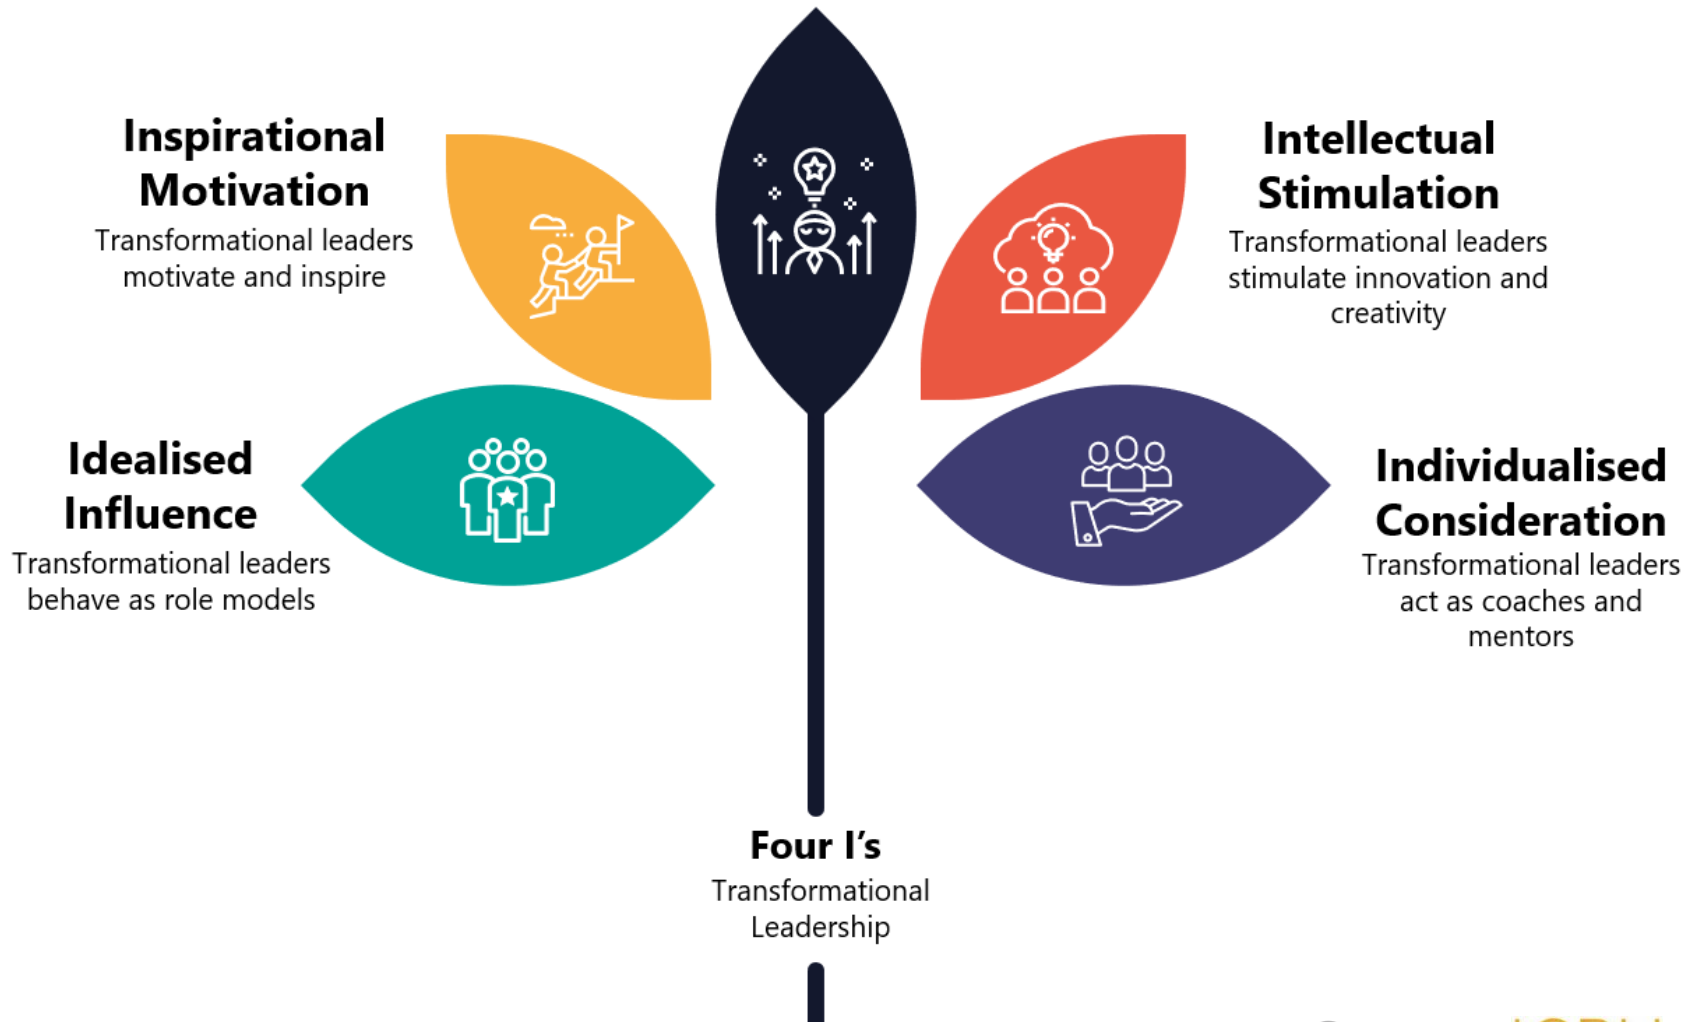 Inspirational
Motivation
Transformational leaders
motivate and inspire
Intellectual
Stimulation
Transformational leaders
stimulate innovation and
creativity
Idealised
Influence
Transformational leaders
behave as role models
Individualised
Consideration
Transformational leaders
act as coaches and
mentors
Four I’s
Transformational
Leadership